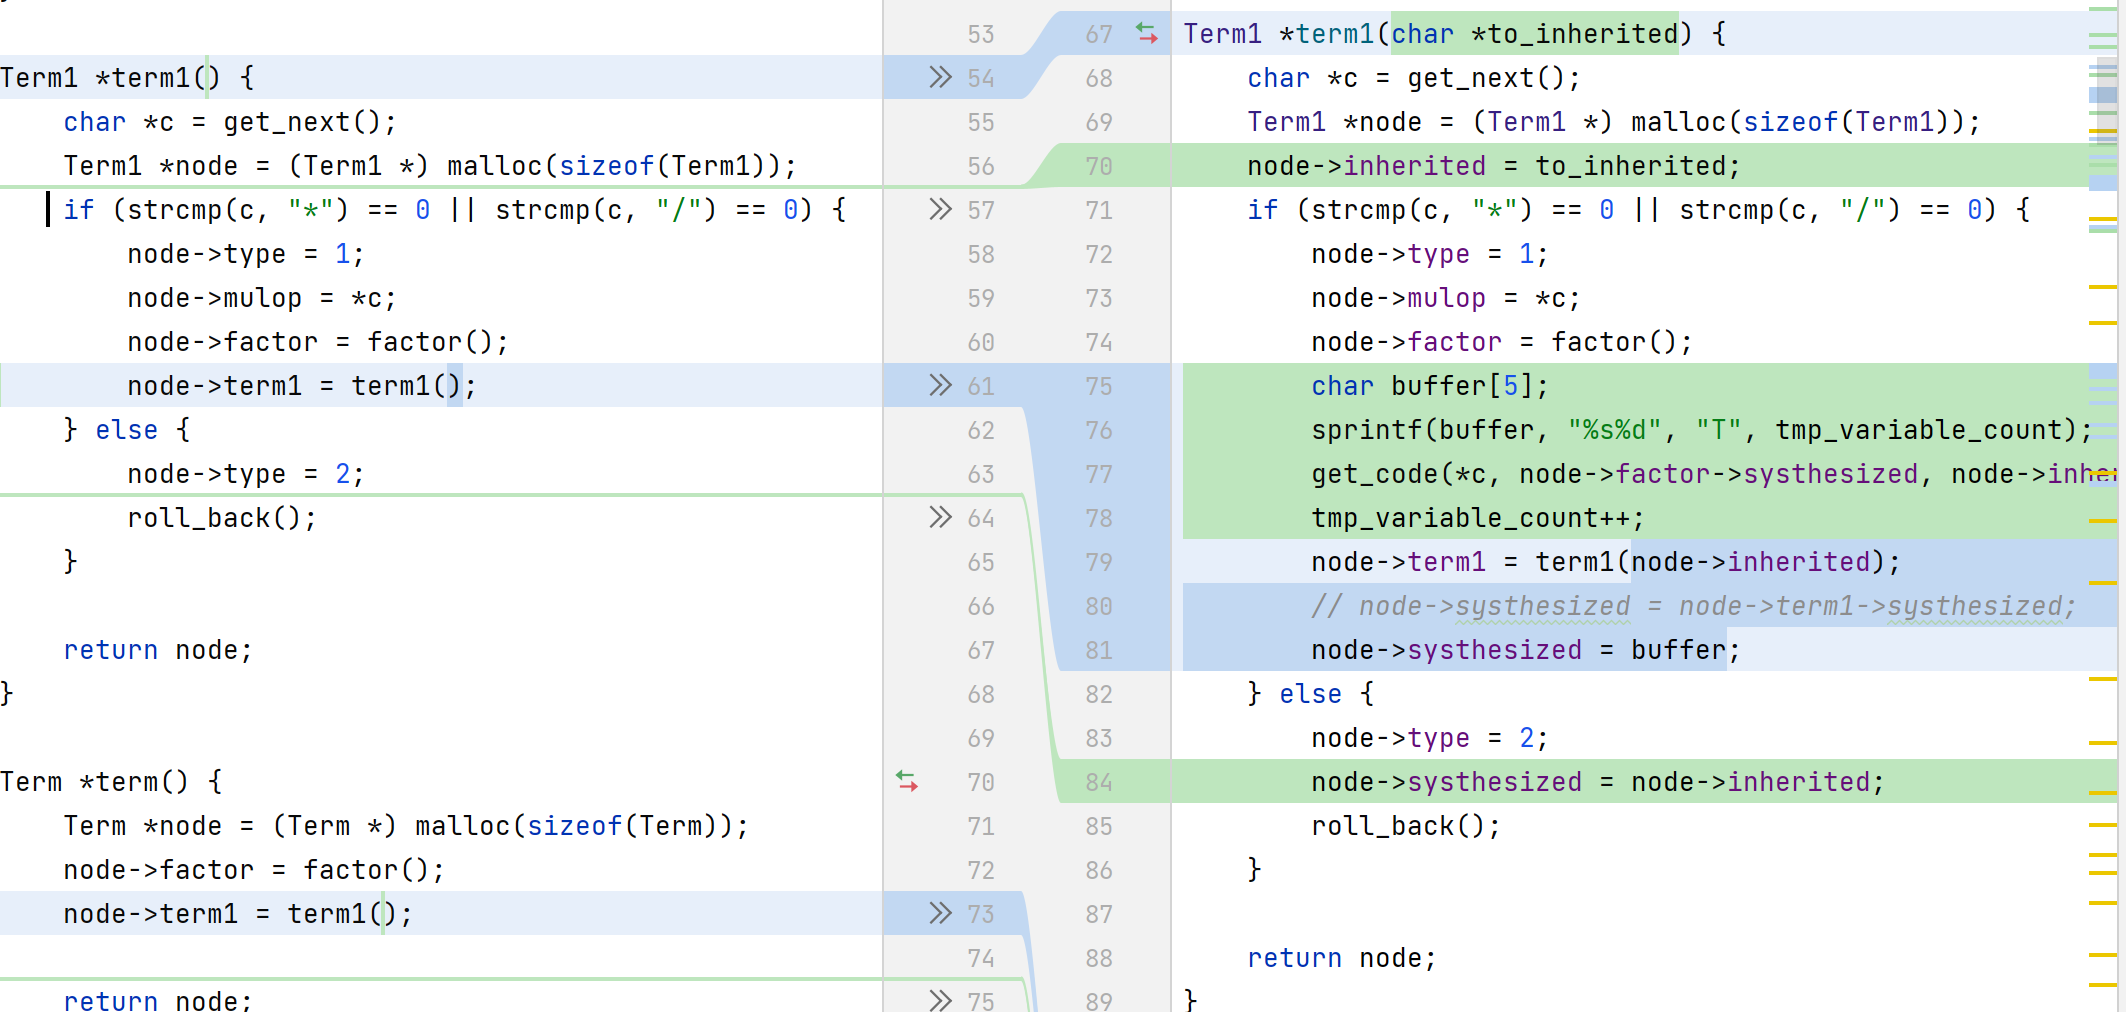 Term1 *term1() {
    char *c = get_next();
    Term1 *node = (Term1 *) malloc(sizeof(Term1));
    if (strcmp(c, "*") == 0 || strcmp(c, "/") == 0) {
        node->type = 1;
        node->mulop = *c;
        node->factor = factor();
        node->term1 = term1();
    } else {
        node->type = 2;
        roll_back();
    }
    return node;
}
Term *term() {
    Term *node = (Term *) malloc(sizeof(Term));
    node->factor = factor();
    node->term1 = term1();
    return node;
53
54
55
56
57
58
59
60
61
62
63
64
65
66
67
68
69
70
71
72
73
74
75
67 Term1 *term1(char *to_inherited) {
68     char *c = get_next();
69     Term1 *node = (Term1 *) malloc(sizeof(Term1));
70     node->inherited = to_inherited;
71     if (strcmp(c, "*") == 0 || strcmp(c, "/") == 0) {
72         node->type = 1;
73         node->mulop = *c;
74         node->factor = factor();
75         char buffer[5];
76         sprintf(buffer, "%s%d", "T", tmp_variable_count);
77         get_code(*c, node->factor->systhesized, node->inher
78         tmp_variable_count++;
79         node->term1 = term1(node->inherited);
80         // node->systhesized = node->term1->systhesized;
81         node->systhesized = buffer;
82     } else {
83         node->type = 2;
84         node->systhesized = node->inherited;
85         roll_back();
86     }
87
88     return node;
89 }